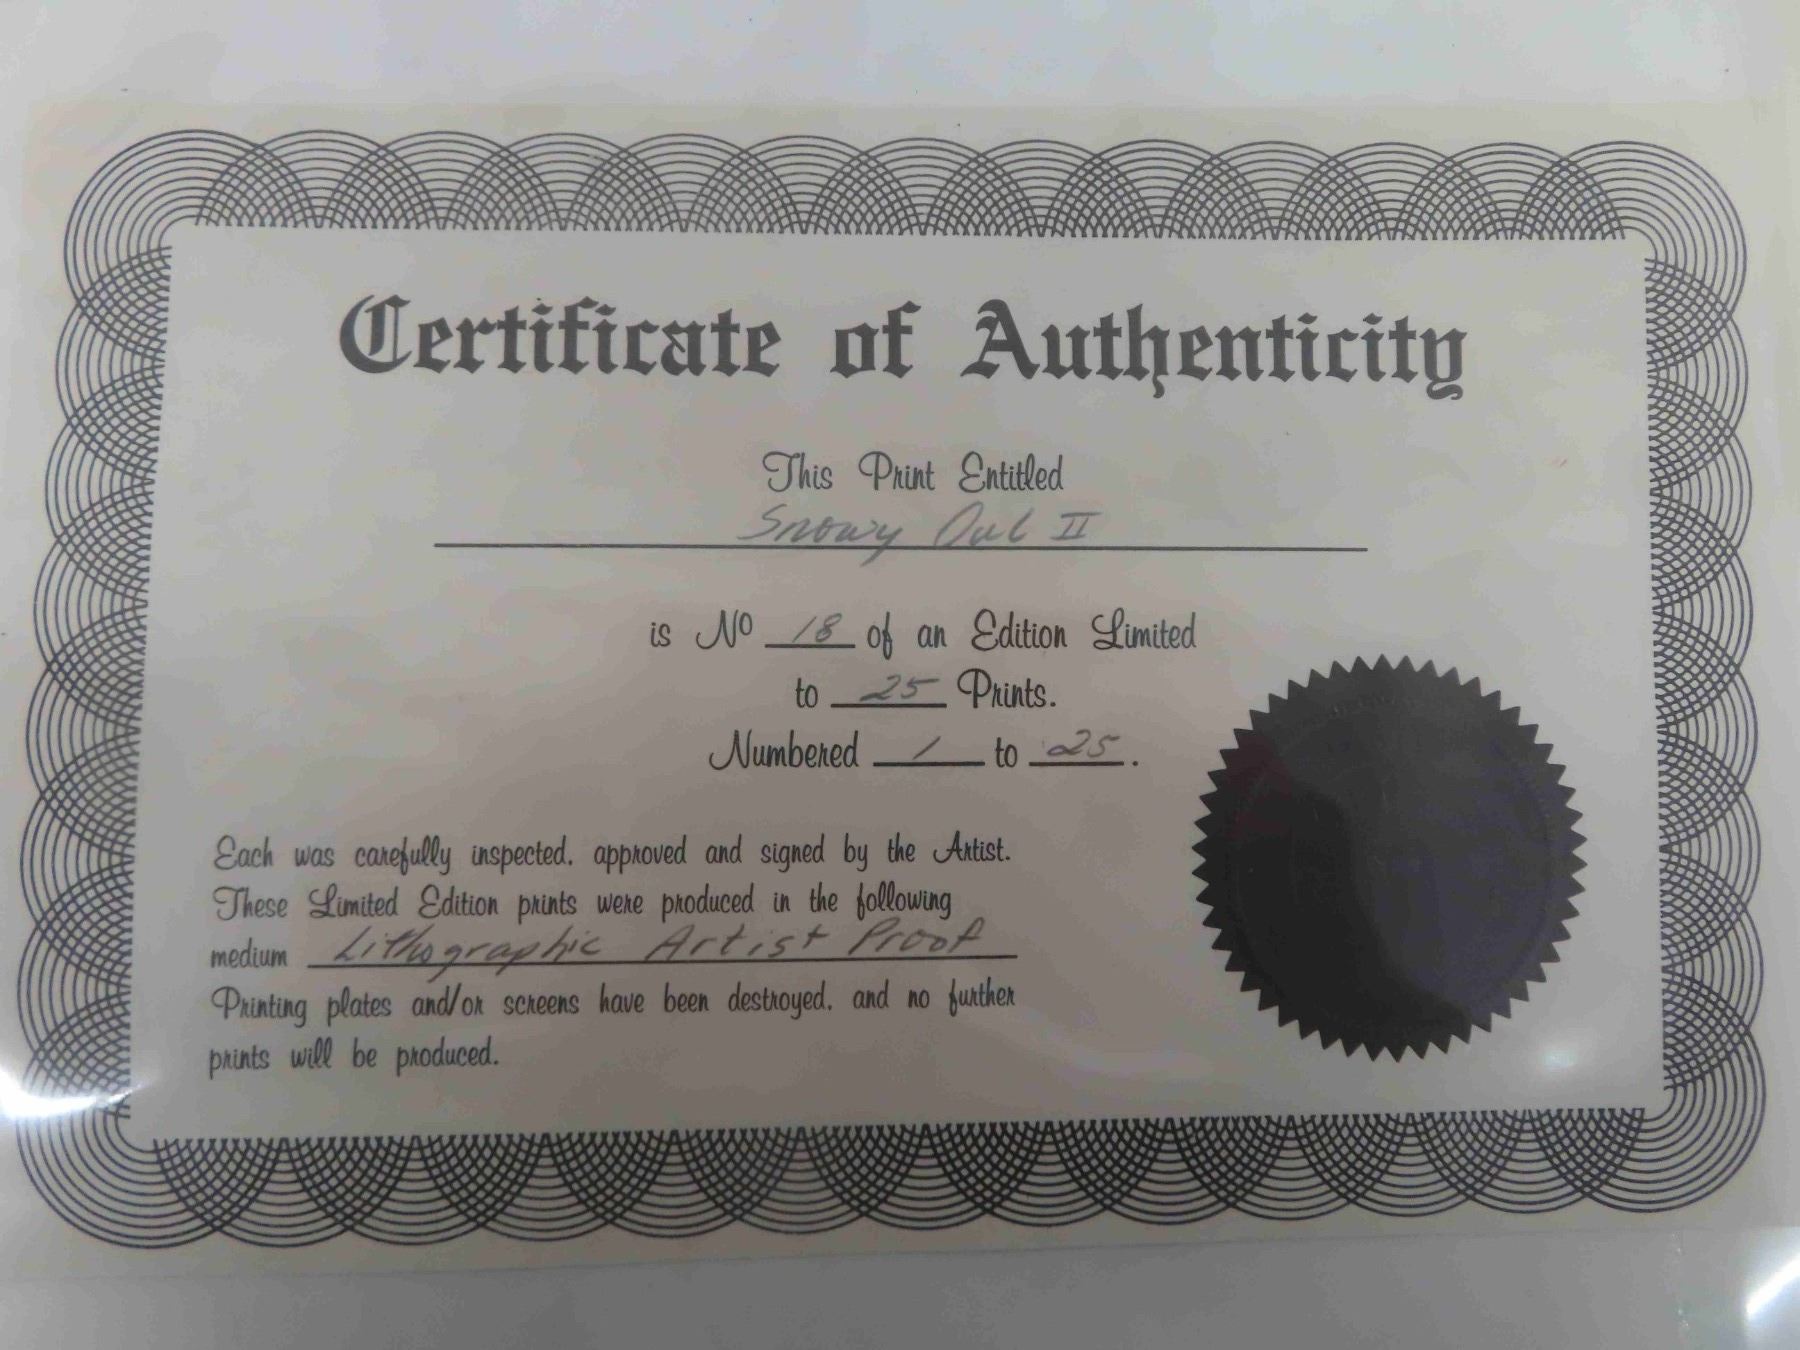 Certificate of Authenticity
This Print Entitled
Snowy Owl II
is No 18 of an Edition Limited
to 25 Prints.
Numbered 1 to 25.
Each was carefully inspected, approved and signed by the Artist.
These Limited Edition prints were produced in the following
medium Lithographic Artist Proof
Printing plates and/or screens have been destroyed, and no further
prints will be produced.